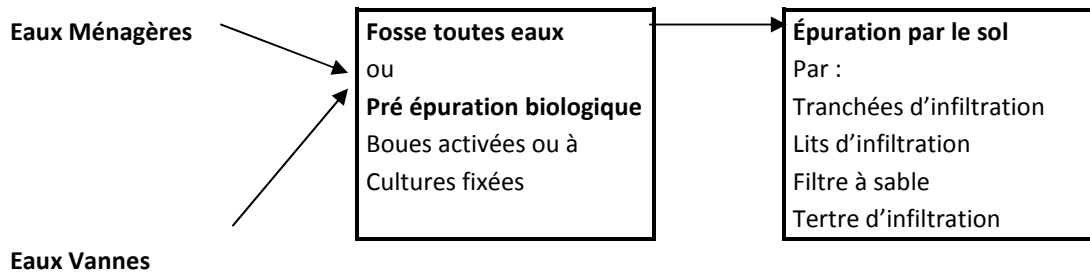 Eaux Ménagères
Fosse toutes eaux
ou
Pré épuration biologique
Boues activées ou à
Cultures fixées
Épuration par le sol
Par :
Tranchées d’infiltration
Lits d’infiltration
Filtre à sable
Tertre d’infiltration
Eaux Vannes